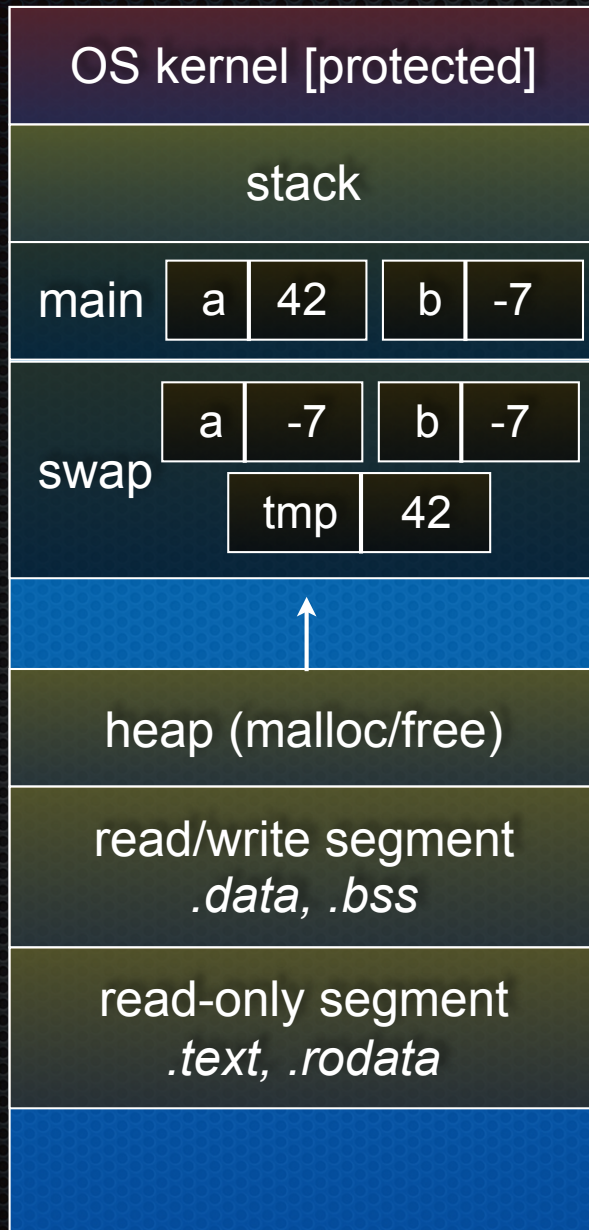 OS kernel [protected]
stack
main a 42 b -7
a -7 b -7
swap
tmp 42
heap (malloc/free)
read/write segment
.data, .bss
read-only segment
.text, .rodata